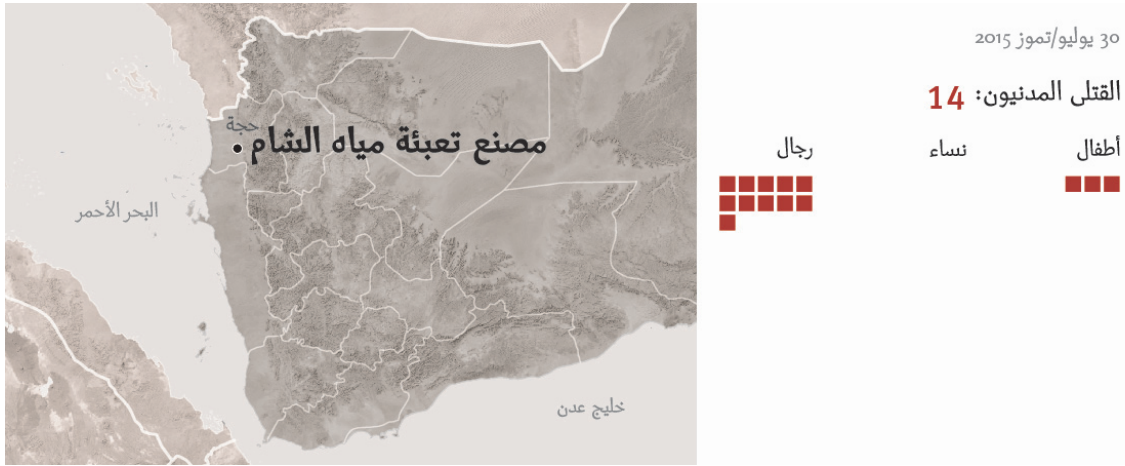 30 يوليو/تموز 2015
القتلى المدنيون: 14
أطفال نساء رجال
حجة
مصنع تعبئة مياه الشام
البحر الأحمر
خليج عدن